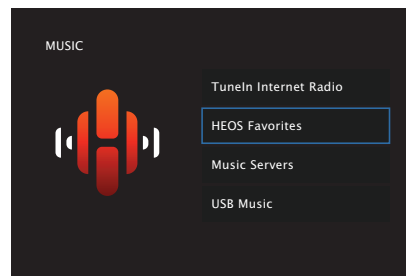 MUSIC
TuneIn Internet Radio
HEOS Favorites
Music Servers
USB Music